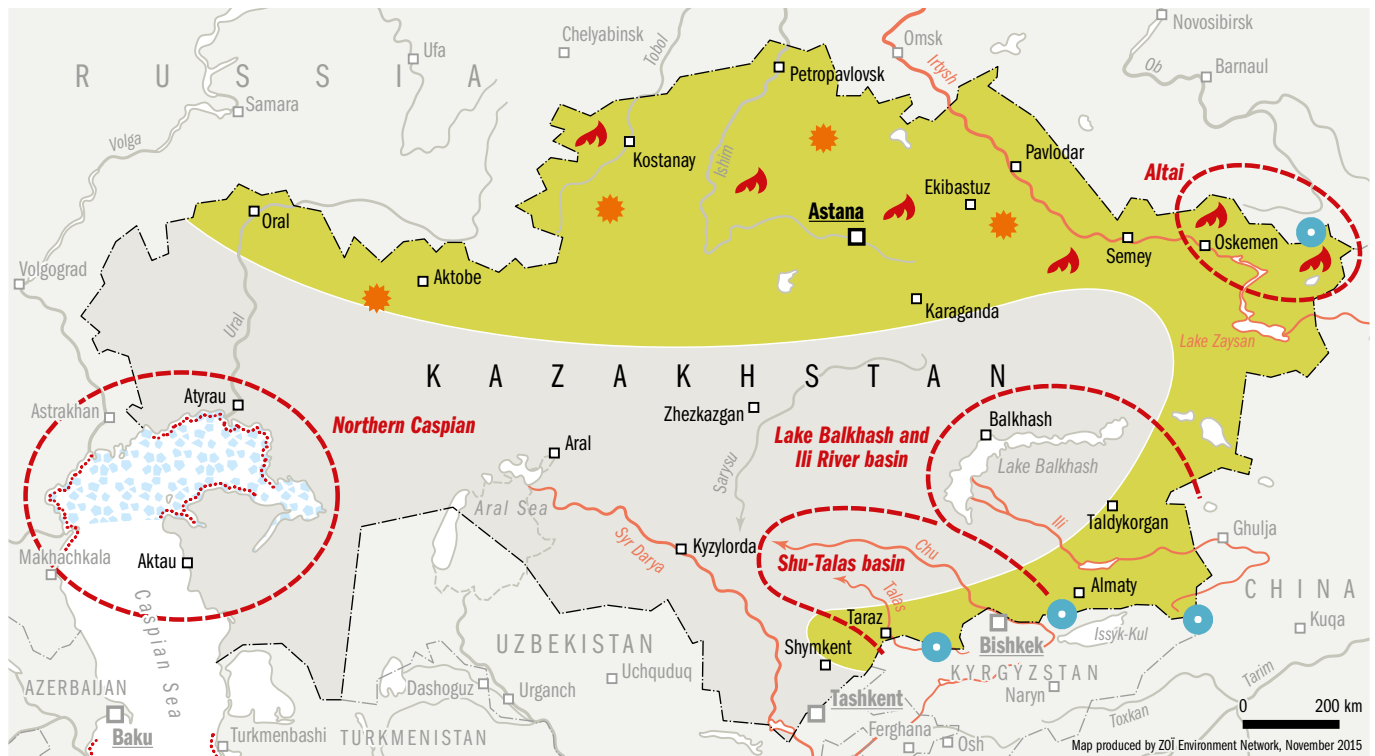 Novosibirsk
Chelyabinsk
Omsk
Ufa
Tobol
Petropavlovsk
Irtysh
Ob
Barnaul
RUSSIA
Samara
Volga
Kostanay
Ishim
Pavlodar
Altai
Ekibastuz
Astana
Oral
Oskemen
Semey
Volgograd
Aktobe
Karaganda
Ural
Lake Zaysan
KAZAKHSTAN
Atyrau
Astrakhan
Northern Caspian
Zhezkazgan
Balkhash
Lake Balkhash and
Ili River basin
Aral
Lake Balkhash
Sarysu
Aral Sea
Taldykorgan
Ili
Ghulja
Syr Darya
Kyzylorda
Chu
Makhachkala
Aktau
Shu-Talas basin
Talas
Almaty
CHINA
Caspian Sea
Taraz
Kuqa
Bishkek
Issyk-Kul
UZBEKISTAN
Shymkent
Uchquduq
KYRGYZSTAN
Tarim
AZERBAIJAN
Dashoguz
Urganch
Tashkent
Naryn
0 200 km
Toxkan
Baku
Turkmenbashi
TURKMENISTAN
Ferghana
Osh
Map produced by ZOÏ Environment Network, November 2015